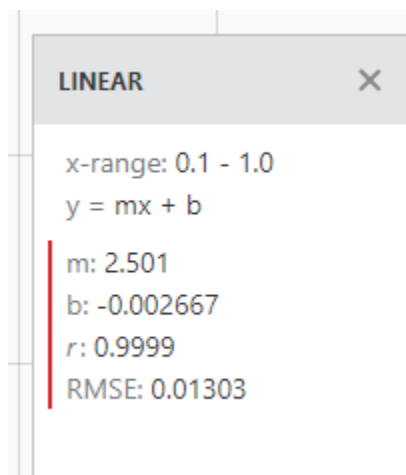 LINEAR
x-range: 0.1 - 1.0
y = mx + b
m: 2.501
b: -0.002667
r: 0.9999
RMSE: 0.01303